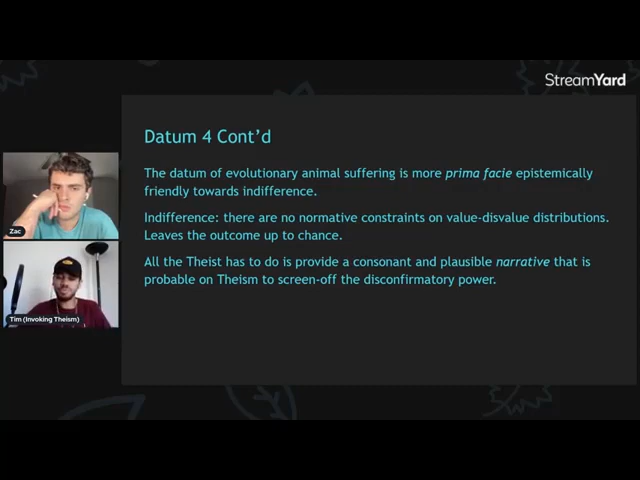 StreamYard
Datum 4 Cont'd
The datum of evolutionary animal suffering is more prima facie epistemically
friendly towards indifference.
Indifference: there are no normative constraints on value-disvalue distributions.
Leaves the outcome up to chance.
All the Theist has to do is provide a consonant and plausible narrative that is
probable on Theism to screen-off the disconfirmatory power.
Zac
Tim (Invoking Theism)